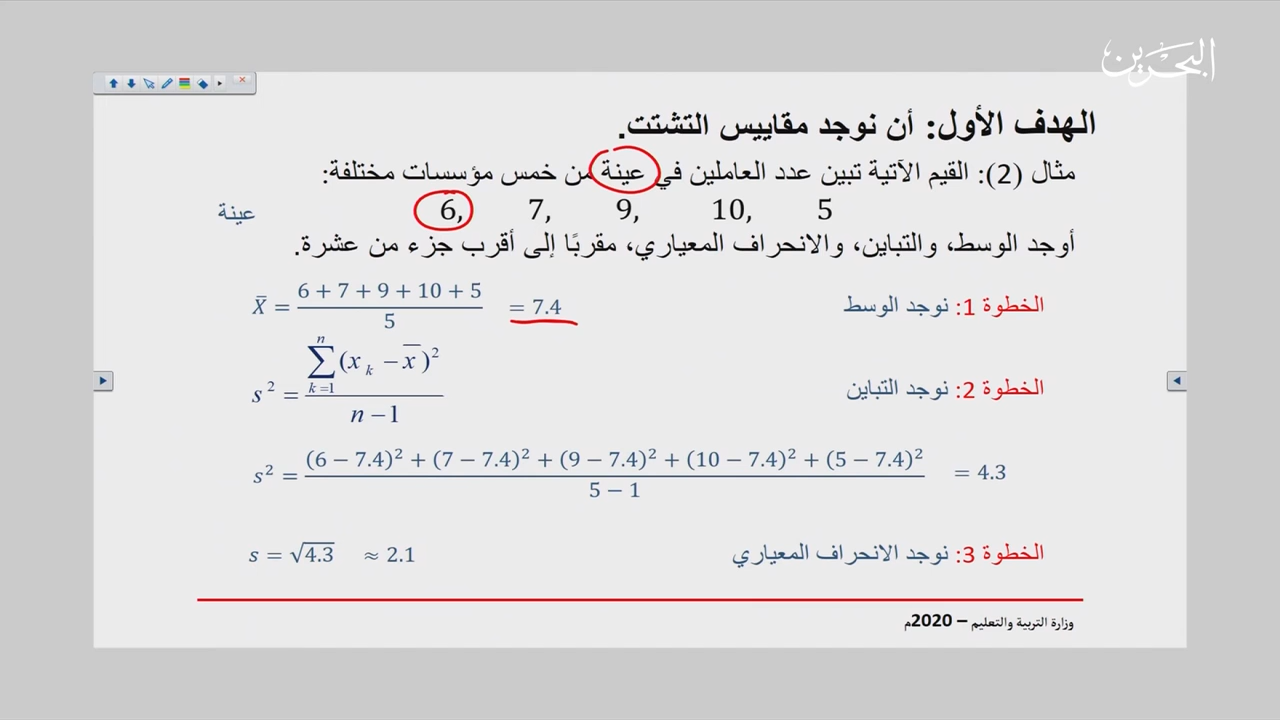 البحرين
الهدف الأول: أن نوجد مقاييس التشتت.
مثال (2): القيم الآتية تبين عدد العاملين في عينة من خمس مؤسسات مختلفة:
6, 7, 9, 10, 5
عينة
أوجد الوسط، والتباين، والانحراف المعياري، مقربًا إلى أقرب جزء من عشرة.
الخطوة 1: نوجد الوسط
X̄ = (6 + 7 + 9 + 10 + 5) / 5 = 7.4
الخطوة 2: نوجد التباين
s² = ∑ₖ₌₁ⁿ (xₖ − x̄)² / (n − 1)
s² = ((6 − 7.4)² + (7 − 7.4)² + (9 − 7.4)² + (10 − 7.4)² + (5 − 7.4)²) / (5 − 1) = 4.3
الخطوة 3: نوجد الانحراف المعياري
s = √4.3 ≈ 2.1
وزارة التربية والتعليم – 2020م